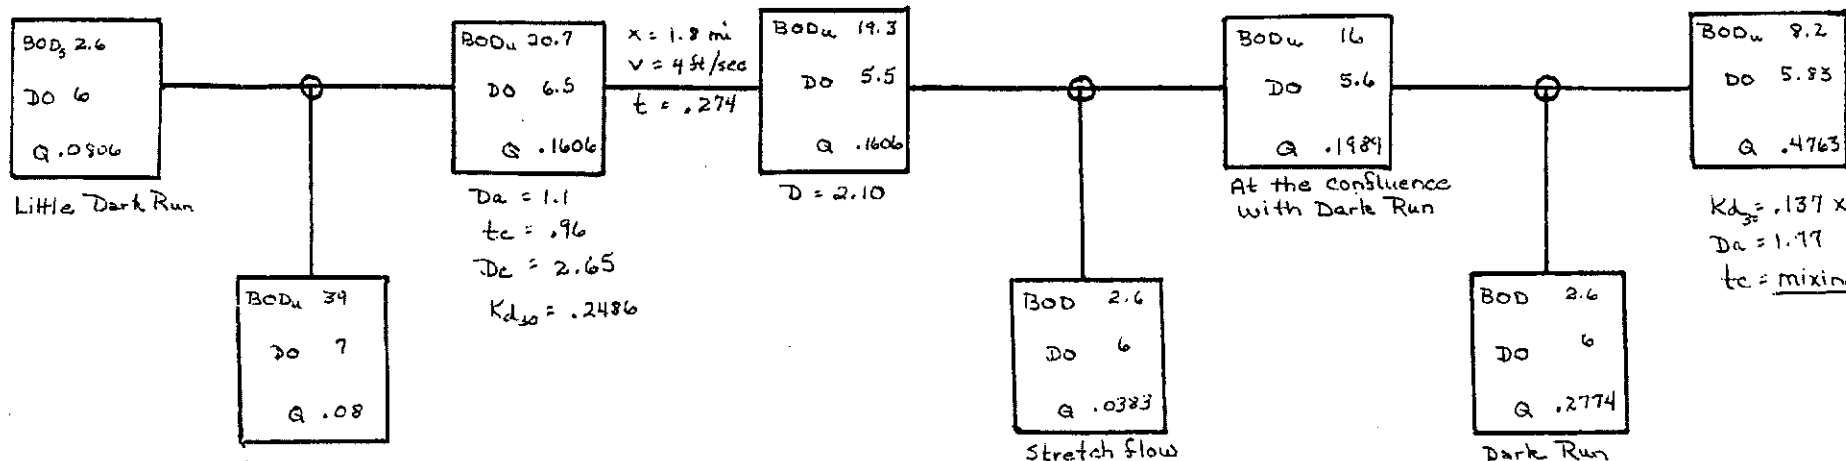 BOD5 2.6
DO 6
Q .0806
Little Dark Run
BODu 39
DO 7
Q .08
BODu 20.7
DO 6.5
Q .1606
Da = 1.1
tc = .96
Dc = 2.65
Kd30 = .2486
x = 1.8 mi
v = 4 ft/sec
t = .274
BODu 19.3
DO 5.5
Q .1606
D = 2.10
BOD 2.6
DO 6
Q .0383
Stretch flow
BODu 16
DO 5.6
Q .1989
At the confluence
with Dark Run
BOD 2.6
DO 6
Q .2774
Dark Run
BODu 8.2
DO 5.83
Q .4763
= .137 x
Da = 1.77
tc =